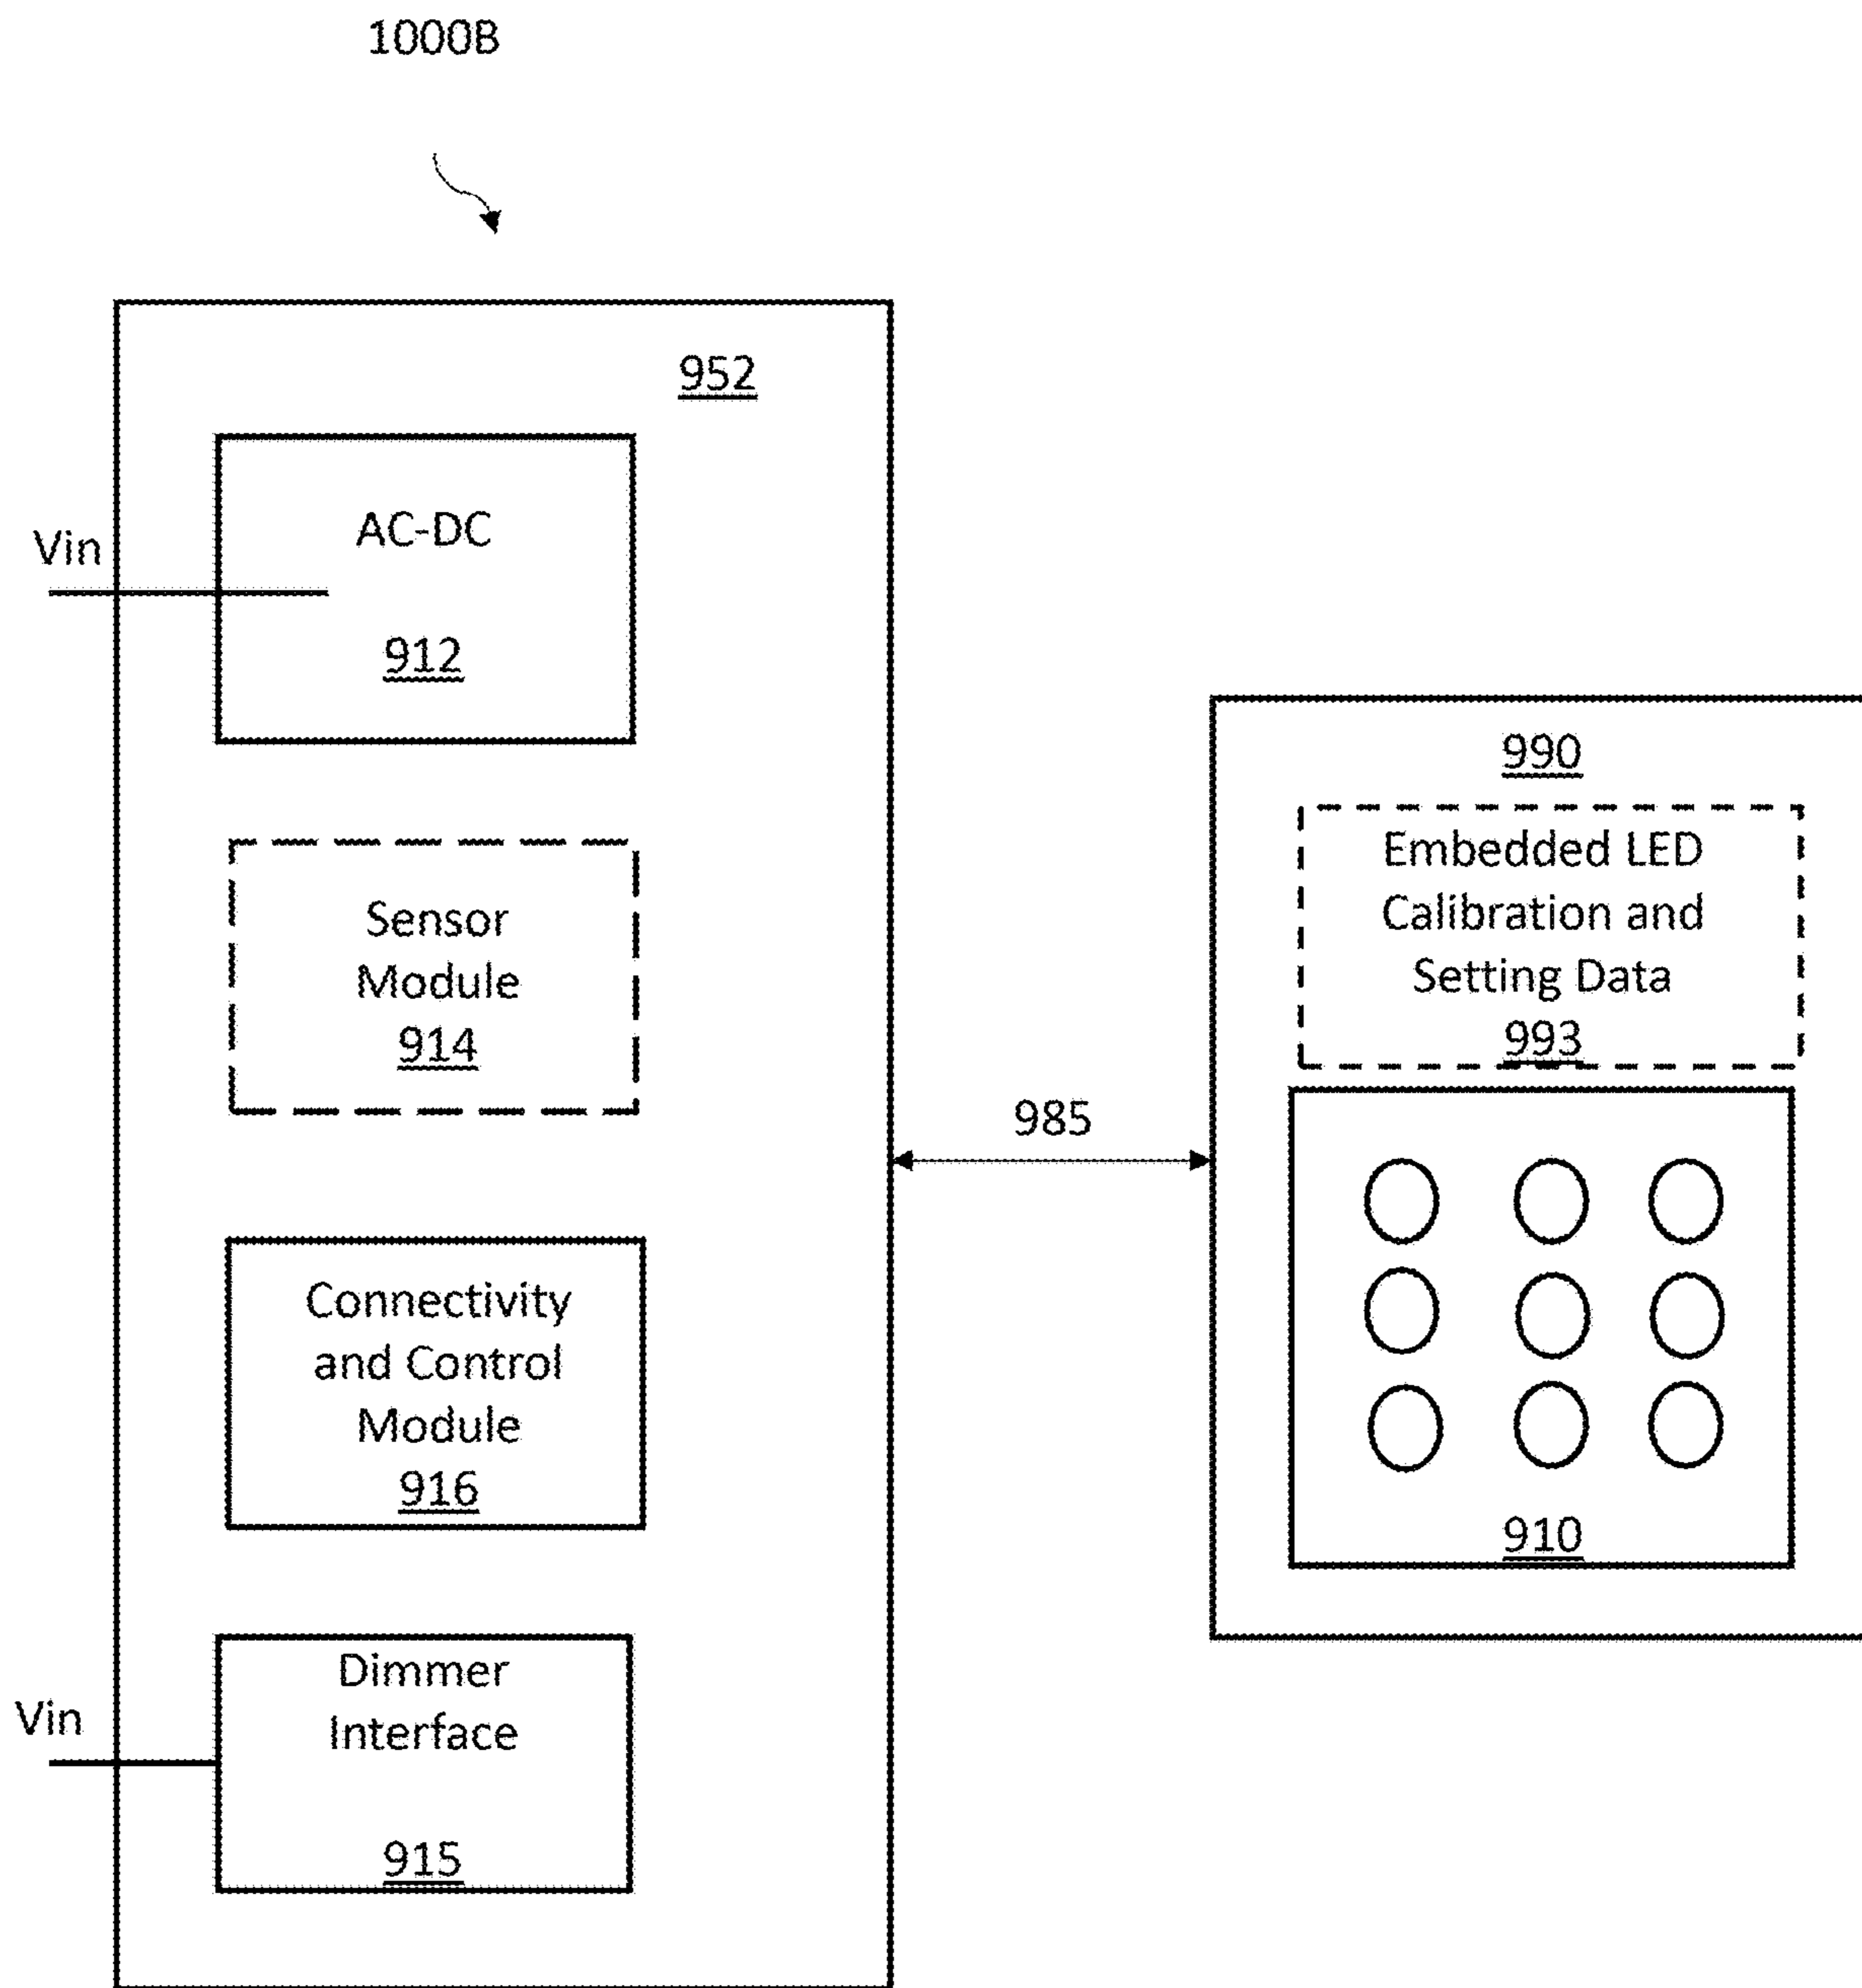 1000B
952
Vin
AC-DC
912
Sensor
Module
914
Connectivity
and Control
Module
916
Vin
Dimmer
Interface
915
985
990
Embedded LED
Calibration and
Setting Data
993
910